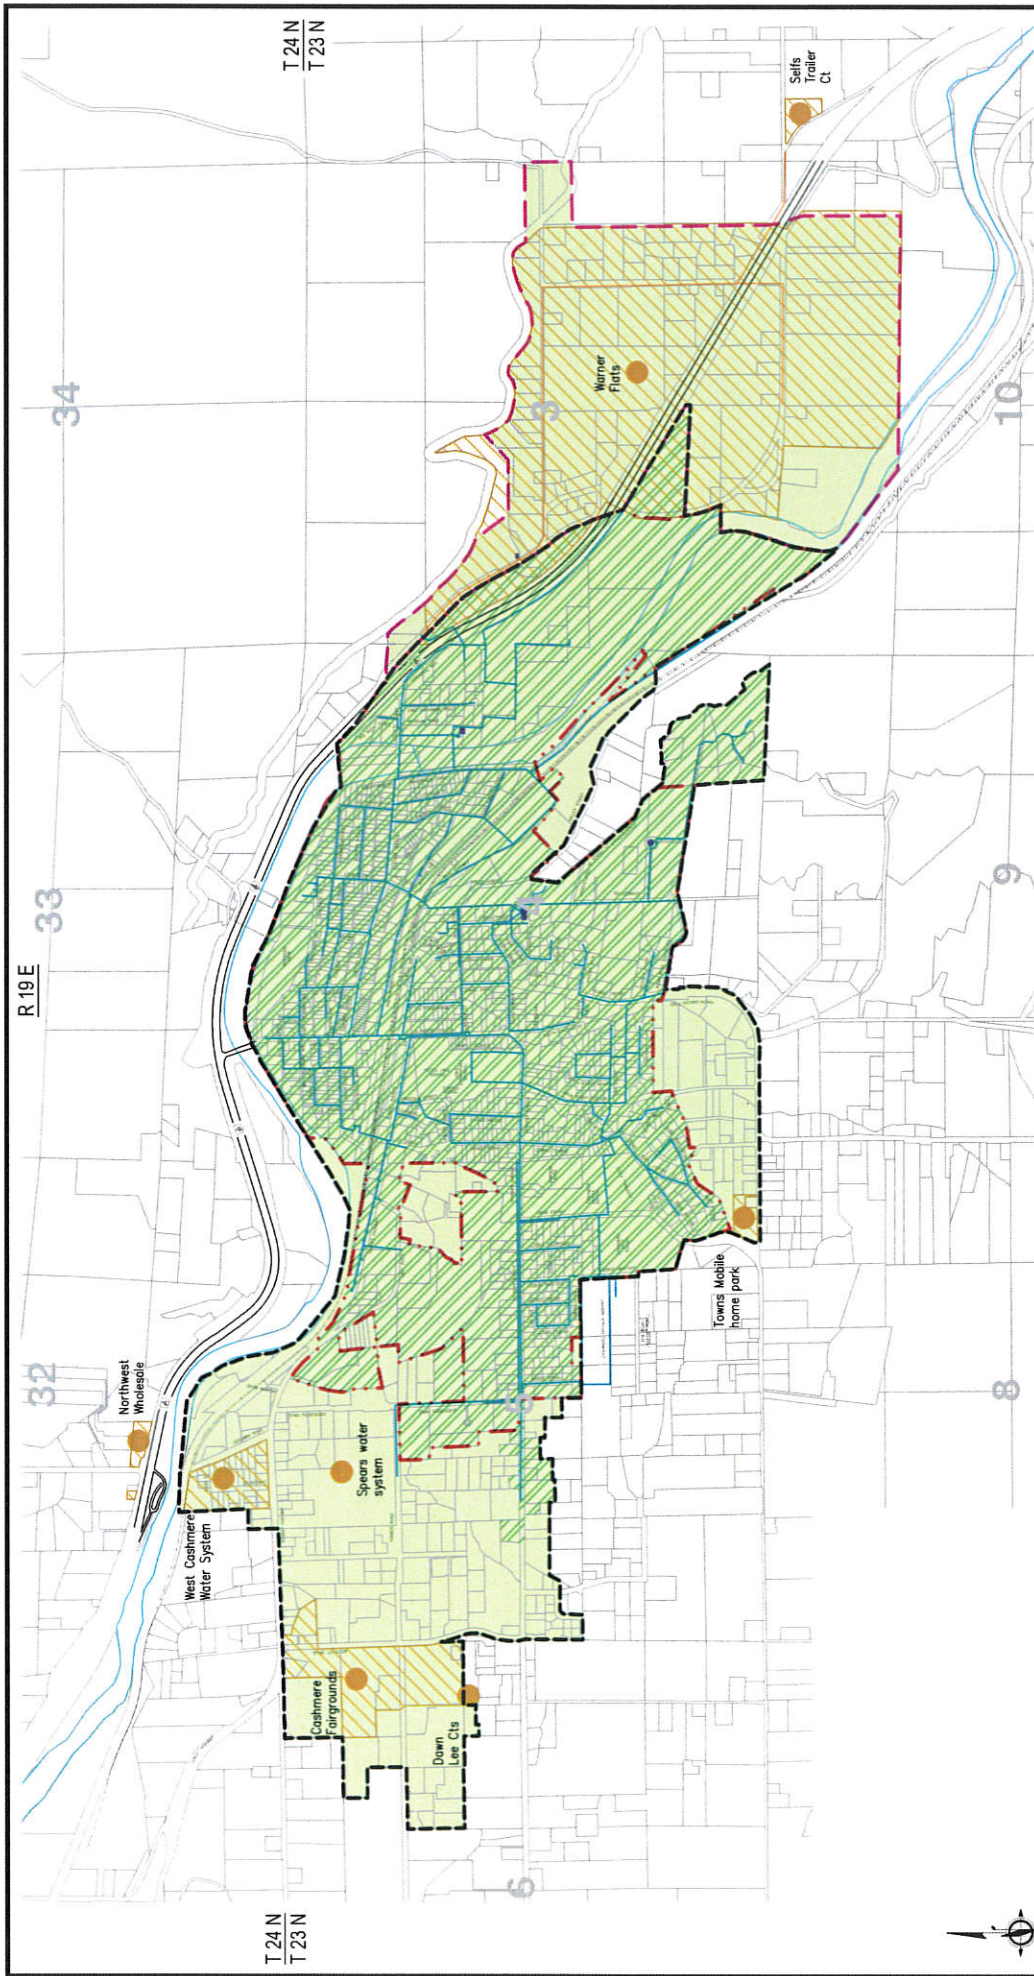 R 19 E
T 24 N
T 23 N
T 24 N
T 23 N
32
33
34
Northwest
Wholesale
West Cashmere
Water System
Spears water
system
Cashmere
Fairgrounds
Dawn
Lee Cts
Towns Mobile
home park
Warner
Flats
Selfs
Trailer
Ct
6
5
4
3
8
9
10